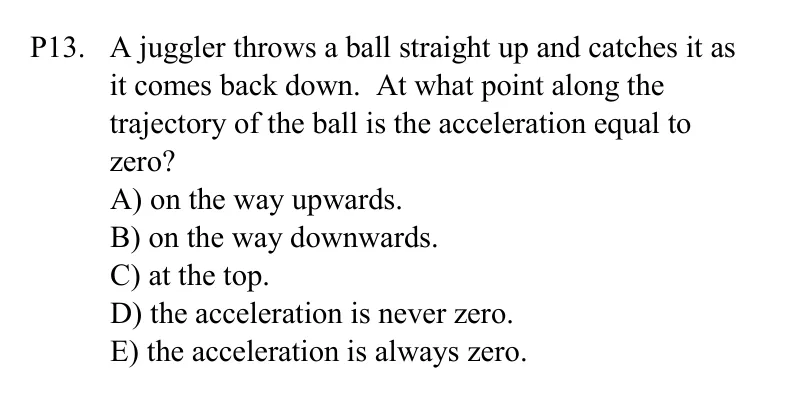 P13. A juggler throws a ball straight up and catches it as
it comes back down. At what point along the
trajectory of the ball is the acceleration equal to
zero?
A) on the way upwards.
B) on the way downwards.
C) at the top.
D) the acceleration is never zero.
E) the acceleration is always zero.